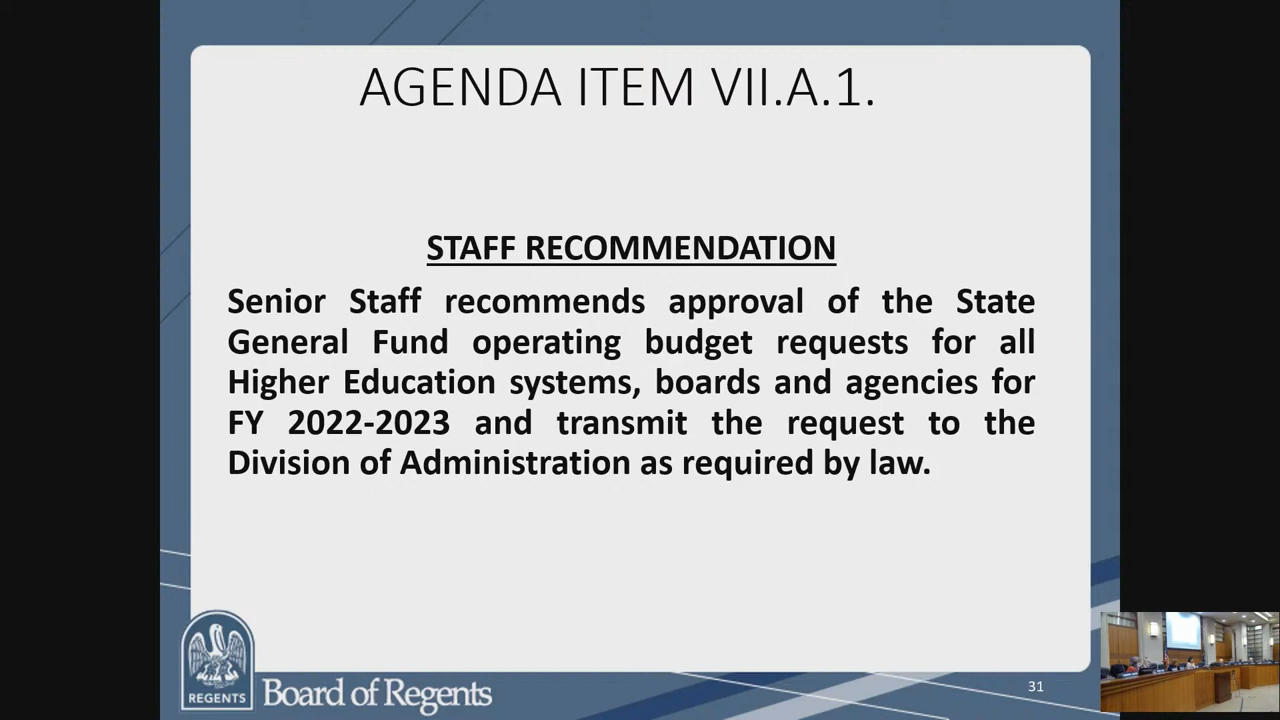 AGENDA ITEM VII.A.1.
STAFF RECOMMENDATION
Senior Staff recommends approval of the State
General Fund operating budget requests for all
Higher Education systems, boards and agencies for
FY 2022-2023 and transmit the request to the
Division of Administration as required by law.
REGENTS
Board of Regents
31